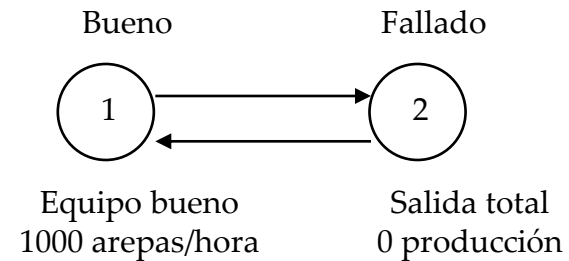 Bueno
Fallado
1
2
Equipo bueno
1000 arepas/hora
Salida total
0 producción